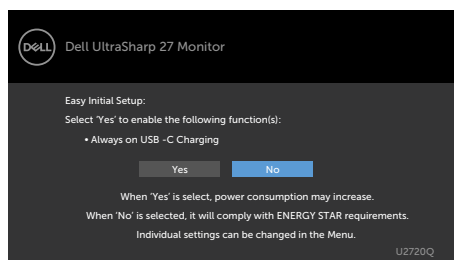 DELL
Dell UltraSharp 27 Monitor
Easy Initial Setup:
Select ‘Yes’ to enable the following function(s):
• Always on USB -C Charging
Yes
No
When ‘Yes’ is select, power consumption may increase.
When ‘No’ is selected, it will comply with ENERGY STAR requirements.
Individual settings can be changed in the Menu.
U2720Q